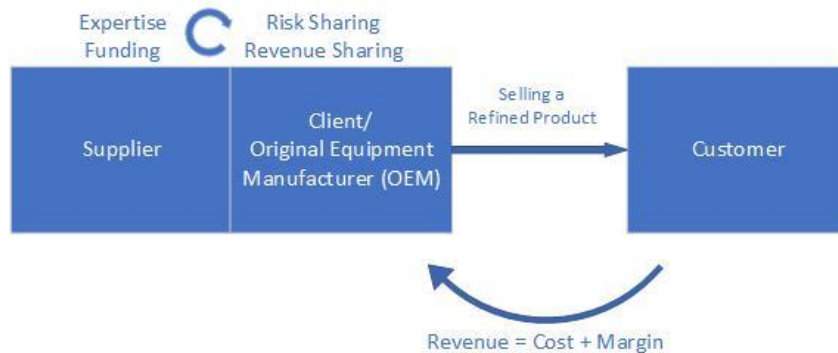 Expertise
Funding
Risk Sharing
Revenue Sharing
Supplier
Client/
Original Equipment
Manufacturer (OEM)
Selling a
Refined Product
Customer
Revenue = Cost + Margin